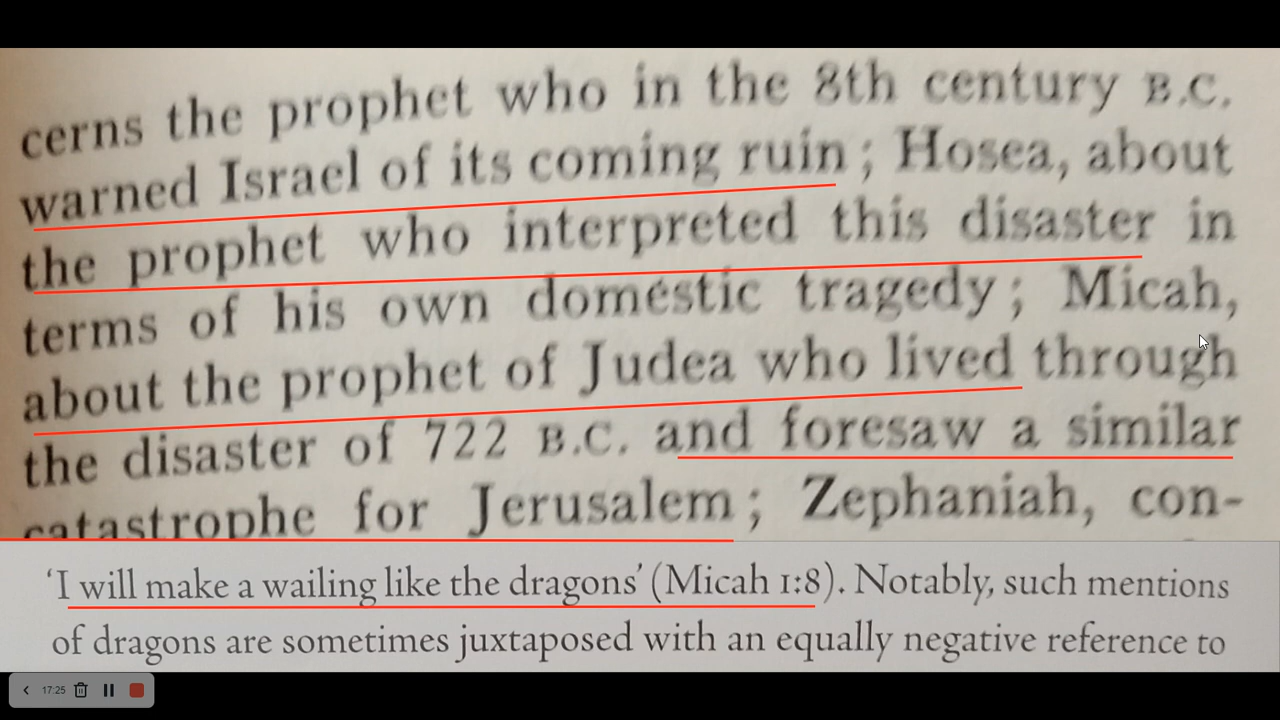 cerns the prophet who in the 8th century B.C.
warned Israel of its coming ruin; Hosea, about
the prophet who interpreted this disaster in
terms of his own domestic tragedy; Micah,
about the prophet of Judea who lived through
the disaster of 722 B.C. and foresaw a similar
catastrophe for Jerusalem; Zephaniah, con-
‘I will make a wailing like the dragons’ (Micah 1:8). Notably, such mentions
of dragons are sometimes juxtaposed with an equally negative reference to
17:25